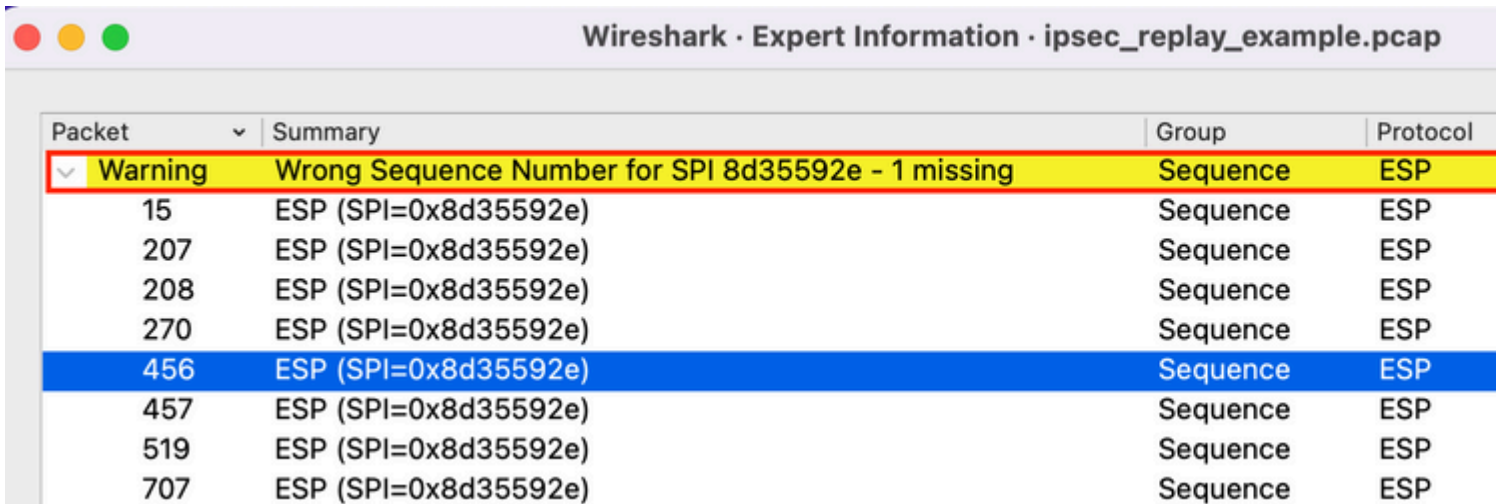 Wireshark · Expert Information · ipsec_replay_example.pcap
Packet Summary Group Protocol
Warning Wrong Sequence Number for SPI 8d35592e - 1 missing Sequence ESP
15 ESP (SPI=0x8d35592e) Sequence ESP
207 ESP (SPI=0x8d35592e) Sequence ESP
208 ESP (SPI=0x8d35592e) Sequence ESP
270 ESP (SPI=0x8d35592e) Sequence ESP
456 ESP (SPI=0x8d35592e) Sequence ESP
457 ESP (SPI=0x8d35592e) Sequence ESP
519 ESP (SPI=0x8d35592e) Sequence ESP
707 ESP (SPI=0x8d35592e) Sequence ESP